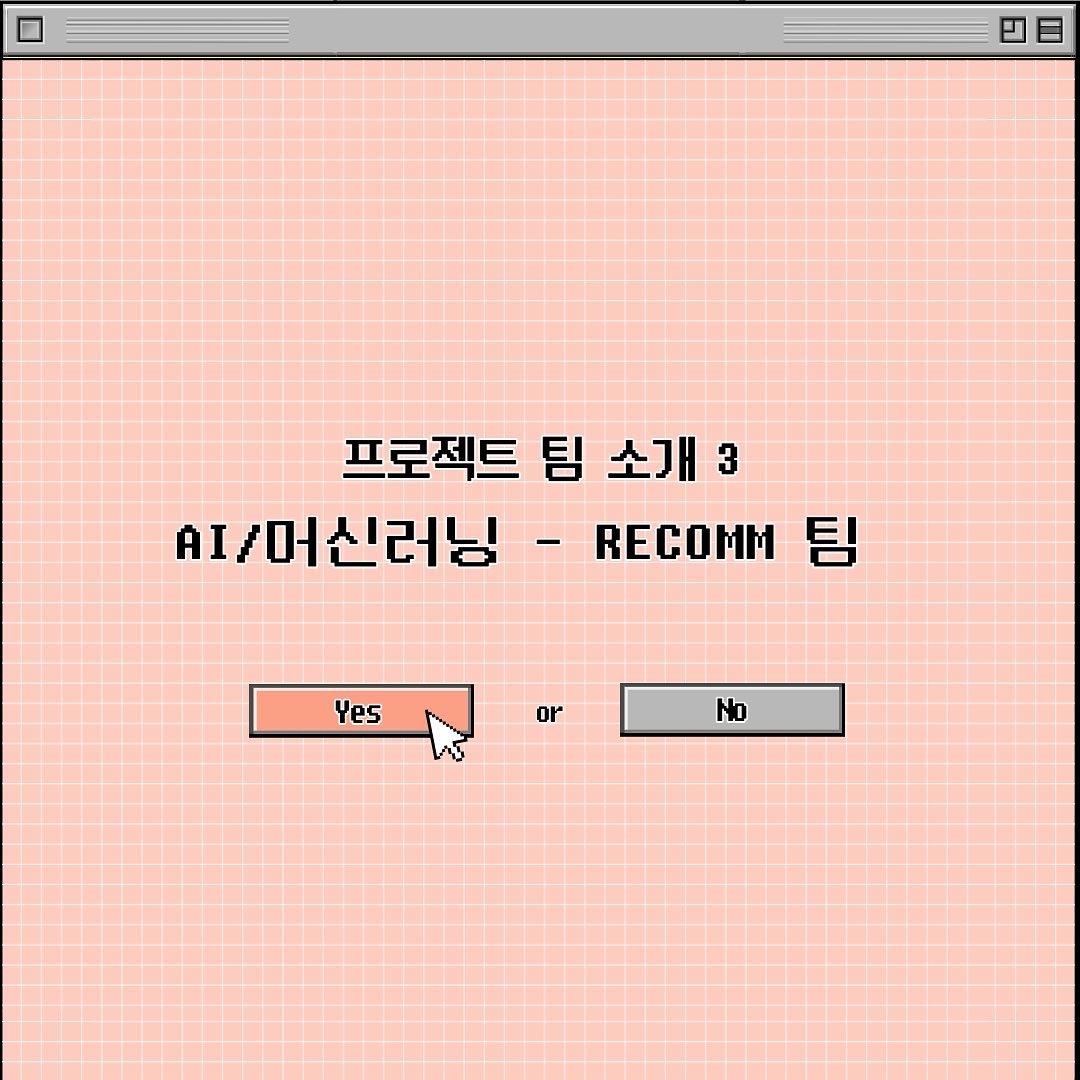 프로젝트 팀 소개 3
AI/머신러닝 - RECOMM 팀
Yes or No